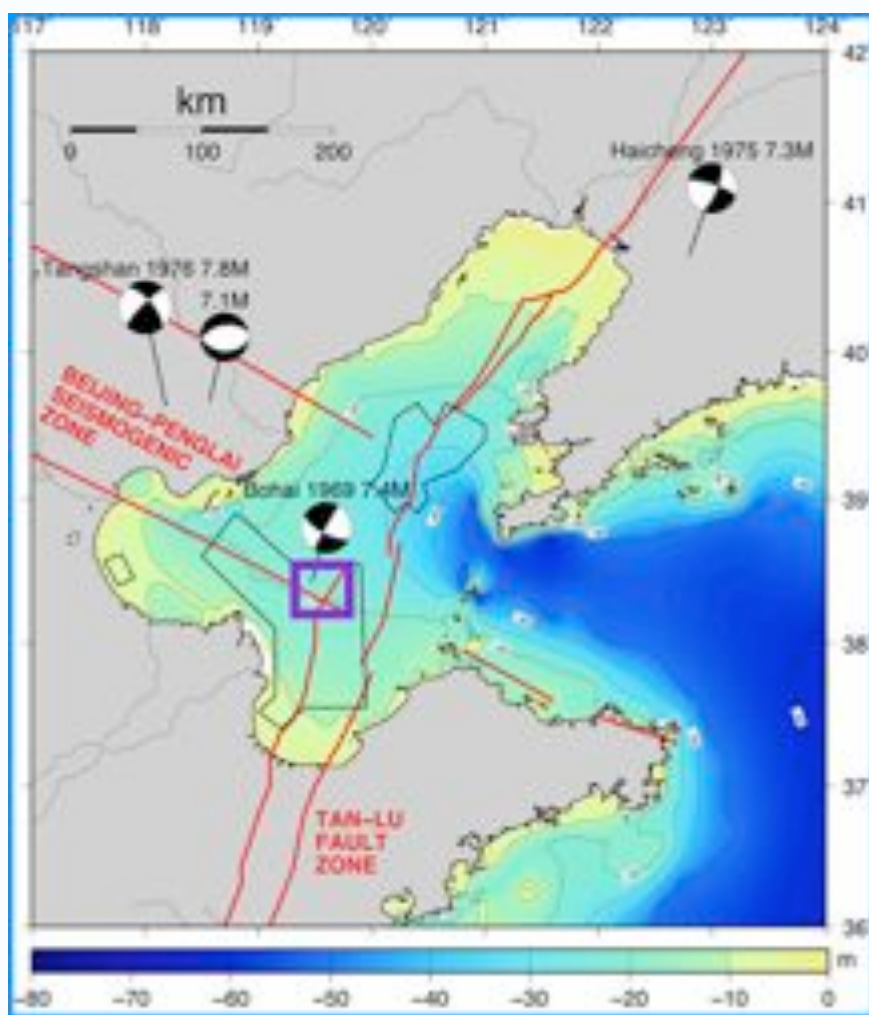 117 118 119 120 121 122 123 124
42
km
0 100 200
Haicheng 1975 7.3M
41
Tangshan 1976 7.8M
7.1M
40
BEIJING-PENGLAI
SEISMOGENIC
ZONE
Bohai 1969 7.4M
39
38
37
TAN-LU
FAULT
ZONE
36
m
-80 -70 -60 -50 -40 -30 -20 -10 0